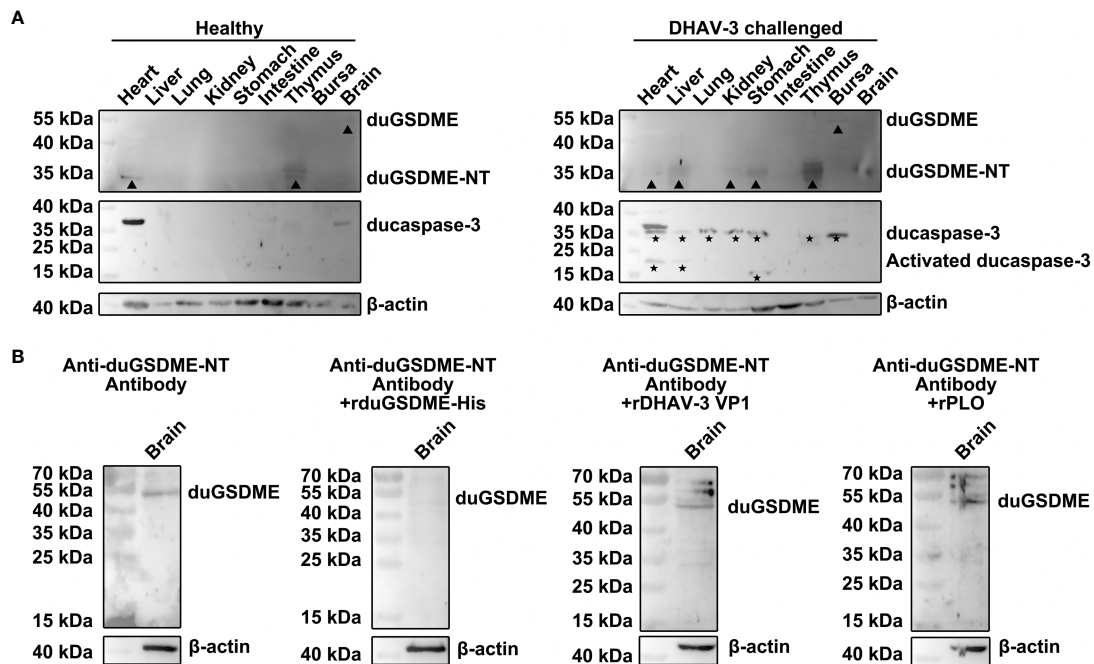 A
Healthy
Heart Liver Lung Kidney Stomach Intestine Thymus Bursa Brain
55 kDa
40 kDa
35 kDa
duGSDME
duGSDME-NT
40 kDa
35 kDa
25 kDa
15 kDa
ducaspase-3
40 kDa
β-actin
DHAV-3 challenged
Heart Liver Lung Kidney Stomach Intestine Thymus Bursa Brain
55 kDa
40 kDa
35 kDa
duGSDME
duGSDME-NT
40 kDa
35 kDa
25 kDa
15 kDa
ducaspase-3
Activated ducaspase-3
40 kDa
β-actin
B
Anti-duGSDME-NT
Antibody
Brain
70 kDa
55 kDa
40 kDa
35 kDa
25 kDa
15 kDa
duGSDME
40 kDa
β-actin
Anti-duGSDME-NT
Antibody
+rduGSDME-His
Brain
70 kDa
55 kDa
40 kDa
35 kDa
25 kDa
15 kDa
duGSDME
40 kDa
β-actin
Anti-duGSDME-NT
Antibody
+rDHAV-3 VP1
Brain
70 kDa
55 kDa
40 kDa
35 kDa
25 kDa
15 kDa
duGSDME
40 kDa
β-actin
Anti-duGSDME-NT
Antibody
+rPLO
Brain
70 kDa
55 kDa
40 kDa
35 kDa
25 kDa
15 kDa
duGSDME
40 kDa
β-actin